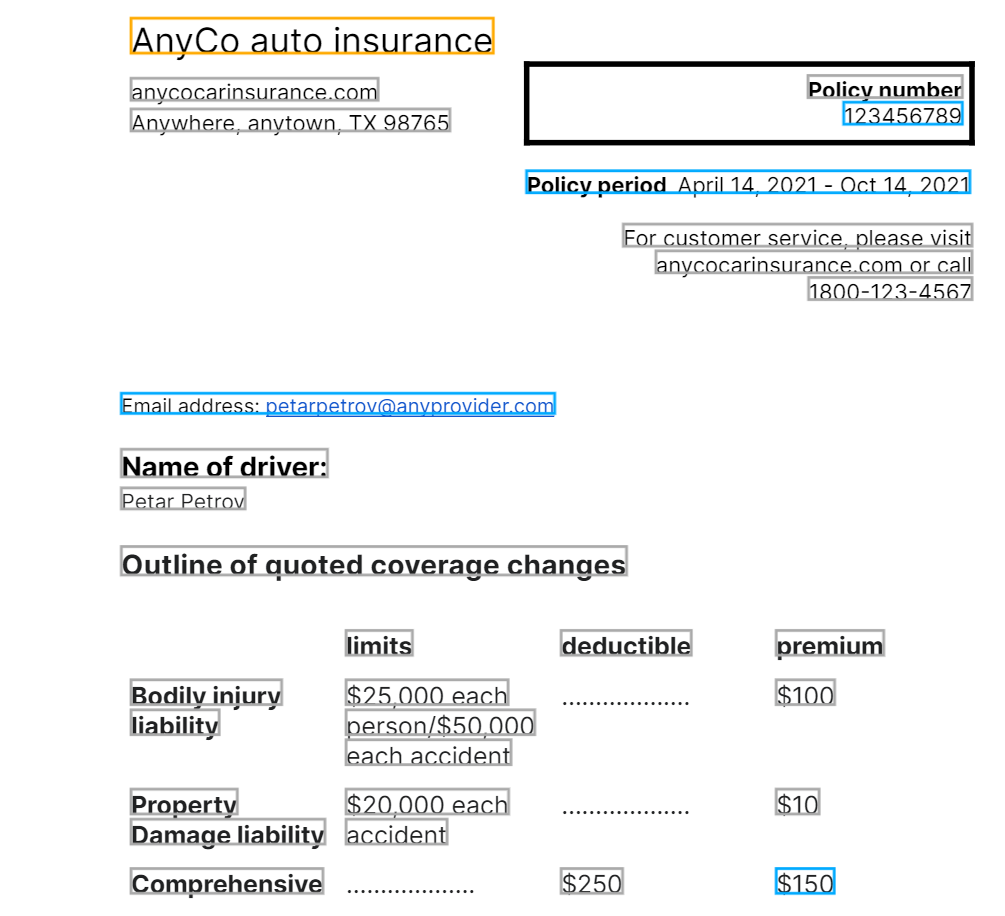 AnyCo auto insurance
anycocarinsurance.com
Anywhere, anytown, TX 98765
Policy number
123456789
Policy period  April 14, 2021 - Oct 14, 2021
For customer service, please visit
anycocarinsurance.com or call
1800-123-4567
Email address: petarpetrov@anyprovider.com
Name of driver:
Petar Petrov
Outline of quoted coverage changes
limits deductible premium
Bodily injury $25,000 each ................... $100
liability person/$50,000
each accident
Property $20,000 each ................... $10
Damage liability accident
Comprehensive ................... $250 $150